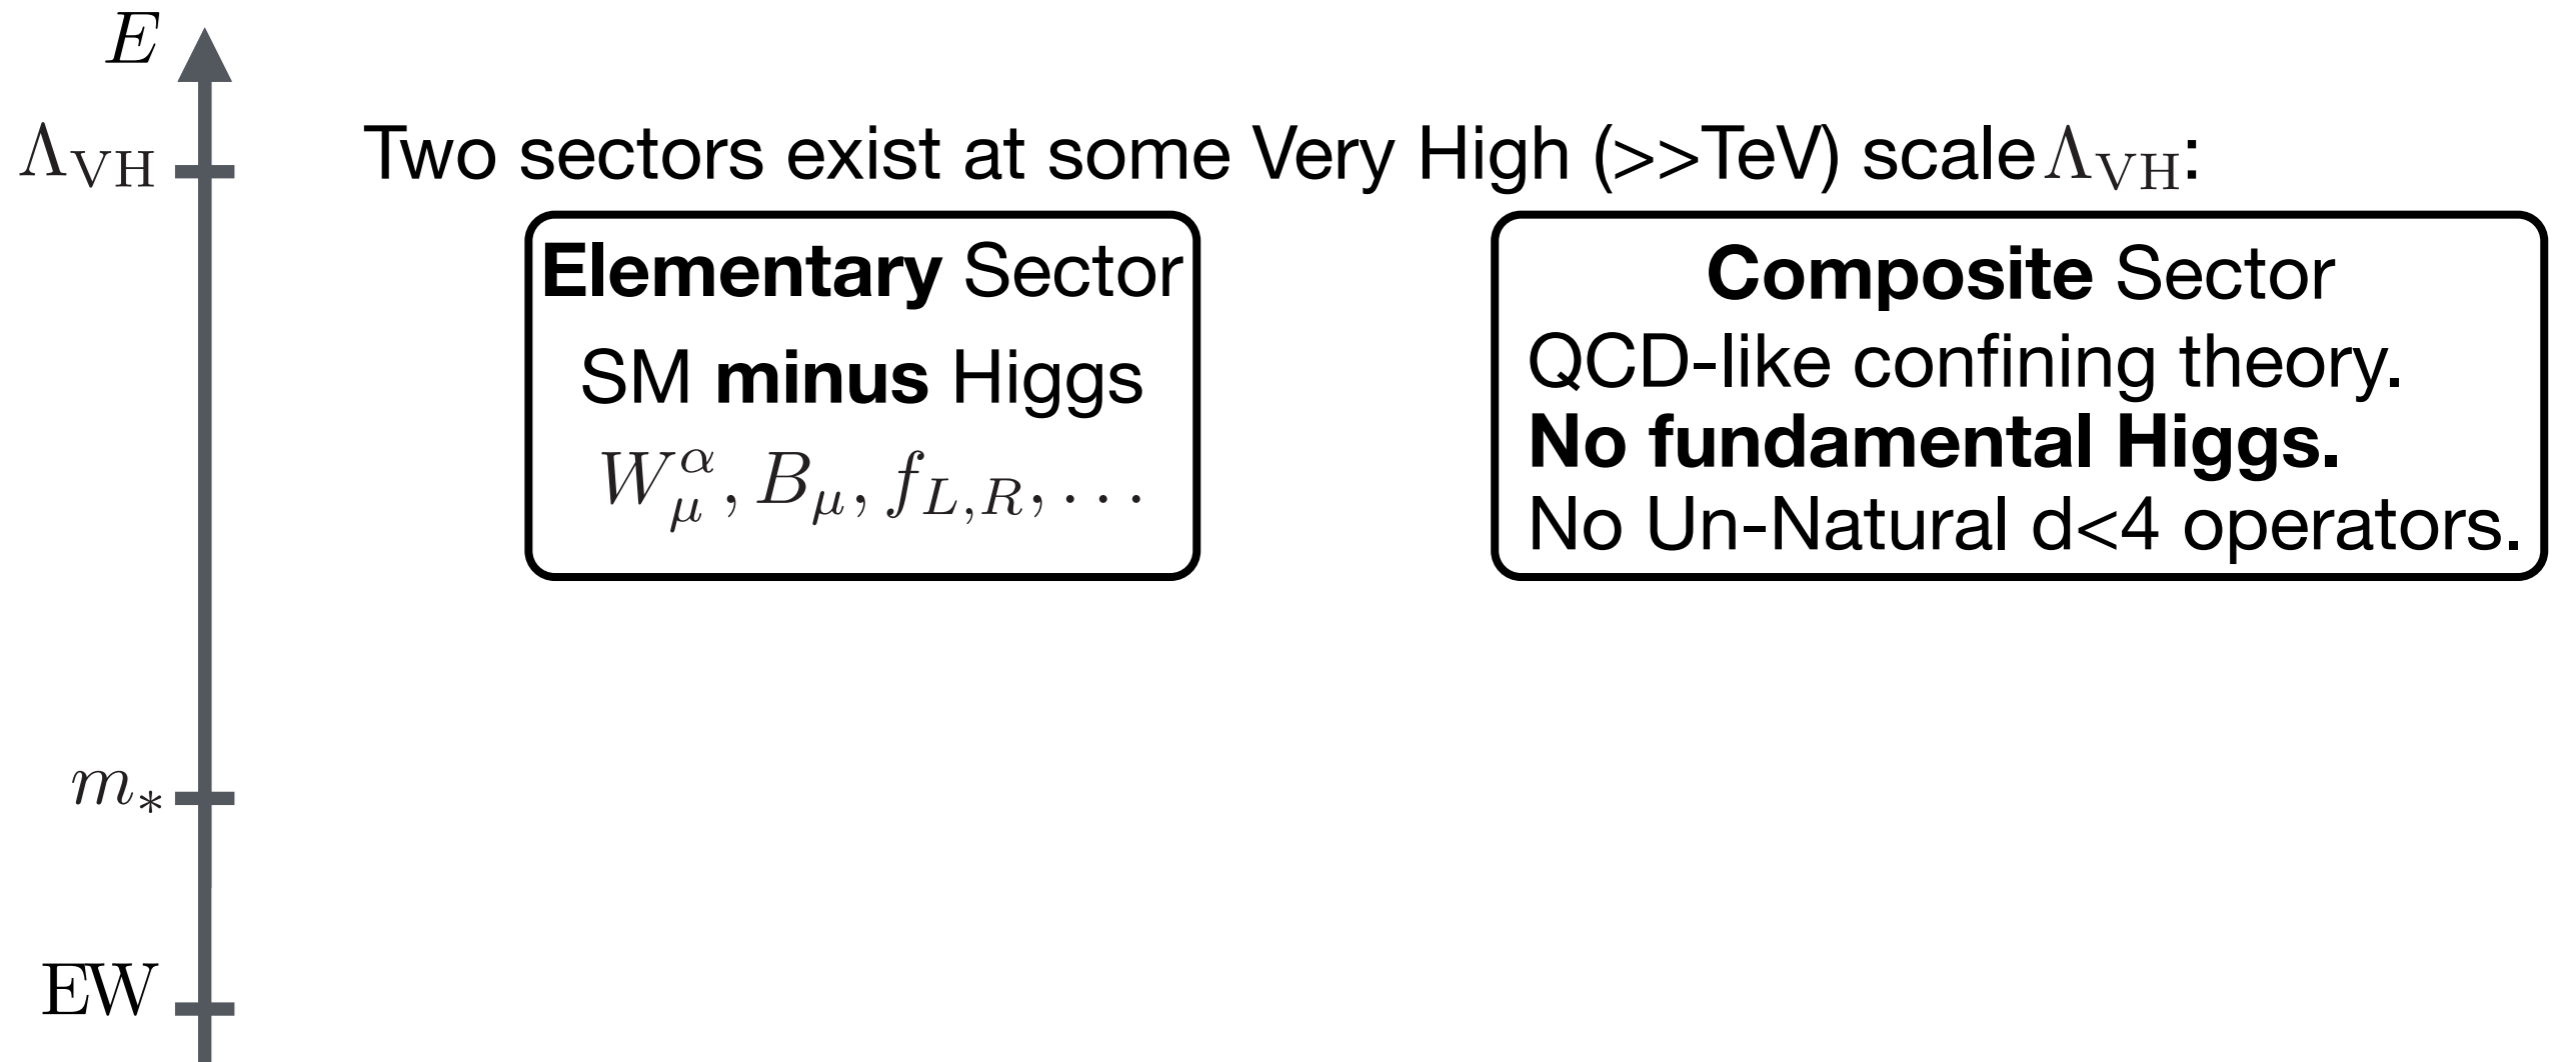 E
Λ_VH
Two sectors exist at some Very High (>>TeV) scale Λ_VH:
Elementary Sector
SM minus Higgs
W_μ^α, B_μ, f_{L,R}, ...
Composite Sector
QCD-like confining theory.
No fundamental Higgs.
No Un-Natural d<4 operators.
m_*
EW